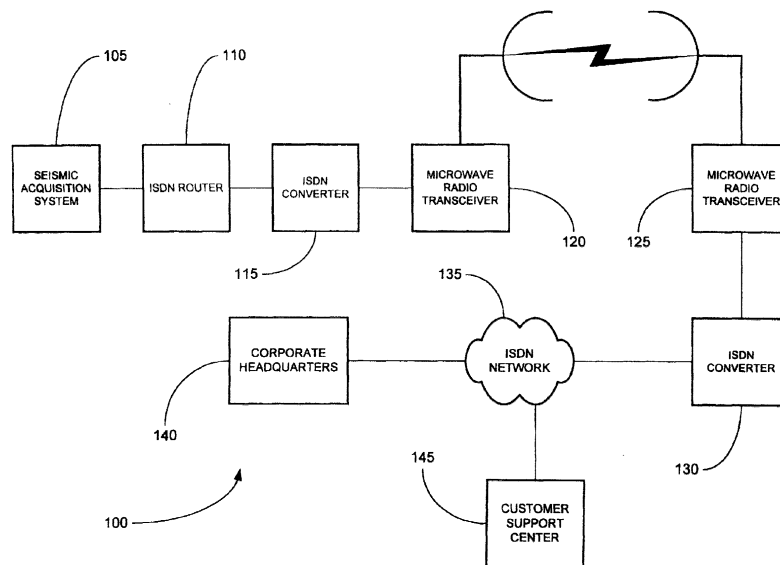 105
110
SEISMIC
ACQUISITION
SYSTEM
ISDN ROUTER
ISDN
CONVERTER
MICROWAVE
RADIO
TRANSCEIVER
MICROWAVE
RADIO
TRANSCEIVER
115
120
125
135
CORPORATE
HEADQUARTERS
ISDN
NETWORK
ISDN
CONVERTER
140
145
130
100
CUSTOMER
SUPPORT
CENTER